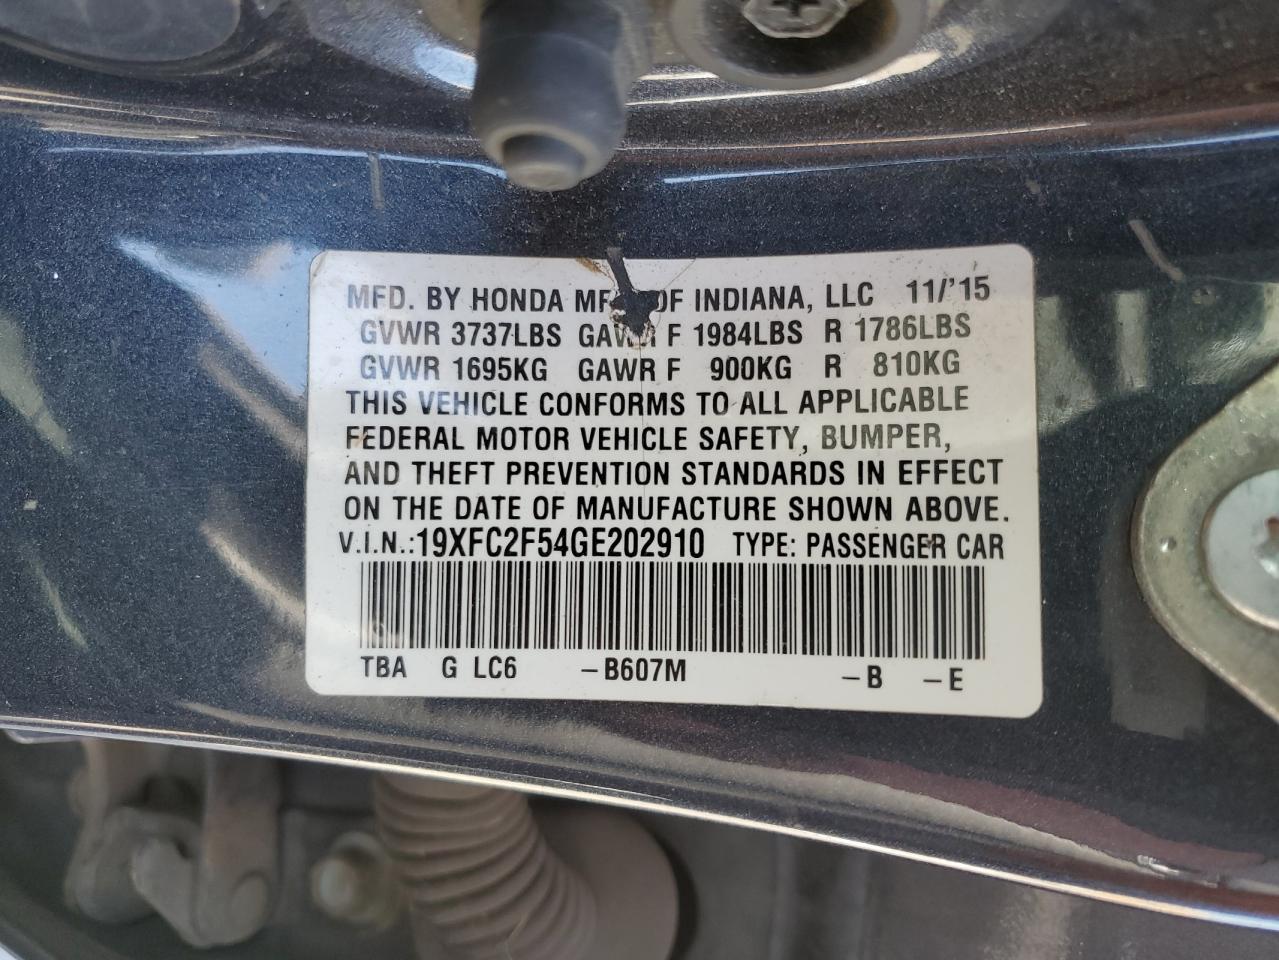 MFD. BY HONDA MF OF INDIANA, LLC 11/'15
GVWR 3737LBS GAWR F 1984LBS R 1786LBS
GVWR 1695KG GAWR F 900KG R 810KG
THIS VEHICLE CONFORMS TO ALL APPLICABLE
FEDERAL MOTOR VEHICLE SAFETY, BUMPER,
AND THEFT PREVENTION STANDARDS IN EFFECT
ON THE DATE OF MANUFACTURE SHOWN ABOVE.
V.I.N.:19XFC2F54GE202910 TYPE: PASSENGER CAR
TBA G LC6 -B607M -B -E